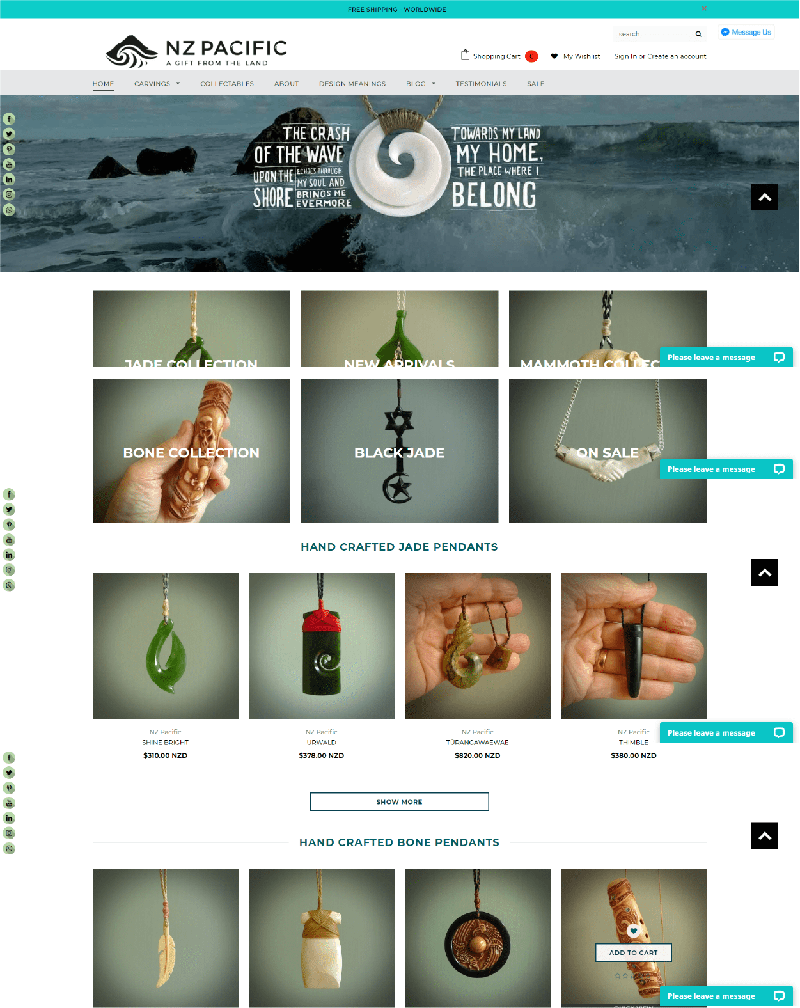 FREE SHIPPING - WORLDWIDE
search
Message Us
NZ PACIFIC
A GIFT FROM THE LAND
Shopping Cart
My Wishlist
Sign In or Create an account
HOME CARVINGS COLLECTABLES ABOUT DESIGN MEANINGS BLOG TESTIMONIALS SALE
THE CRASH
OF THE WAVE
UPON THE
SHORE
ECHOES THROUGH
MY SOUL AND
BRINGS ME
EVERMORE
TOWARDS MY LAND
MY HOME,
THE PLACE WHERE I
BELONG
JADE COLLECTION
NEW ARRIVALS
MAMMOTH COLLEC
Please leave a message
BONE COLLECTION
BLACK JADE
ON SALE
Please leave a message
HAND CRAFTED JADE PENDANTS
NZ Pacific
SHINE BRIGHT
$310.00 NZD
NZ Pacific
URWALD
$378.00 NZD
NZ Pacific
TŪRANGAWAEWAE
$820.00 NZD
NZ Pacific
THIMBLE
$380.00 NZD
Please leave a message
SHOW MORE
HAND CRAFTED BONE PENDANTS
ADD TO CART
Please leave a message